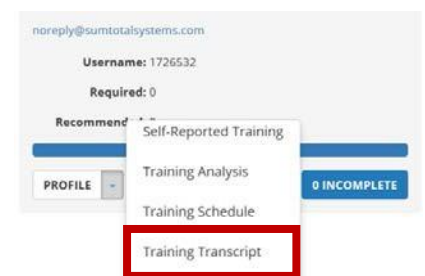 noreply@sumtotalsystems.com
Username: 1726532
Required: 0
Self-Reported Training
Training Analysis
PROFILE
0 INCOMPLETE
Training Schedule
Training Transcript